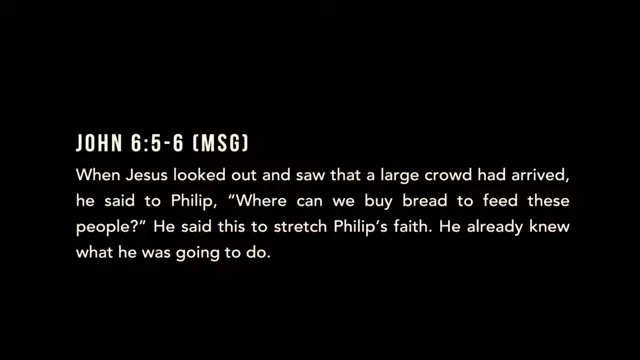 JOHN 6:5-6 (MSG)
When Jesus looked out and saw that a large crowd had arrived,
he said to Philip, “Where can we buy bread to feed these
people?” He said this to stretch Philip’s faith. He already knew
what he was going to do.